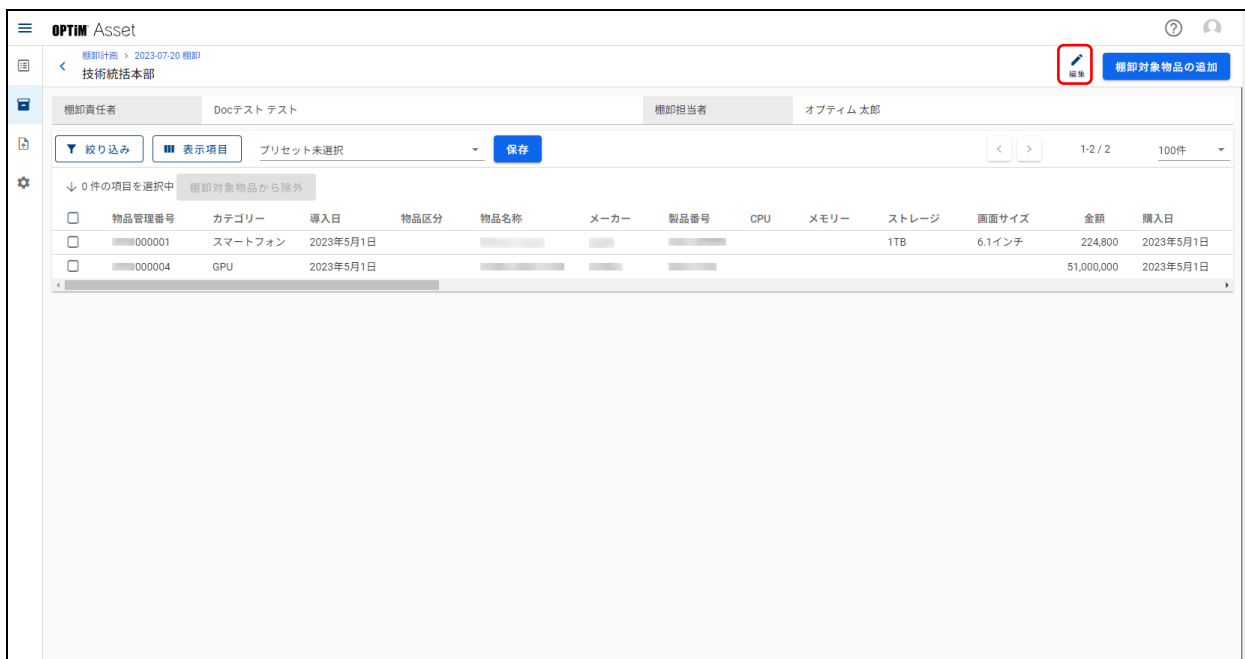 OPTiM Asset
棚卸計画 > 2023-07-20 棚卸
技術統括本部
編集
棚卸対象物品の追加
棚卸責任者 Docテスト テスト 棚卸担当者 オプティム 太郎
絞り込み 表示項目 プリセット未選択 保存 1-2 / 2 100件
↓ 0 件の項目を選択中 棚卸対象物品から除外
物品管理番号 カテゴリー 導入日 物品区分 物品名称 メーカー 製品番号 CPU メモリー ストレージ 画面サイズ 金額 購入日
000001 スマートフォン 2023年5月1日 1TB 6.1インチ 224,800 2023年5月1日
000004 GPU 2023年5月1日 51,000,000 2023年5月1日